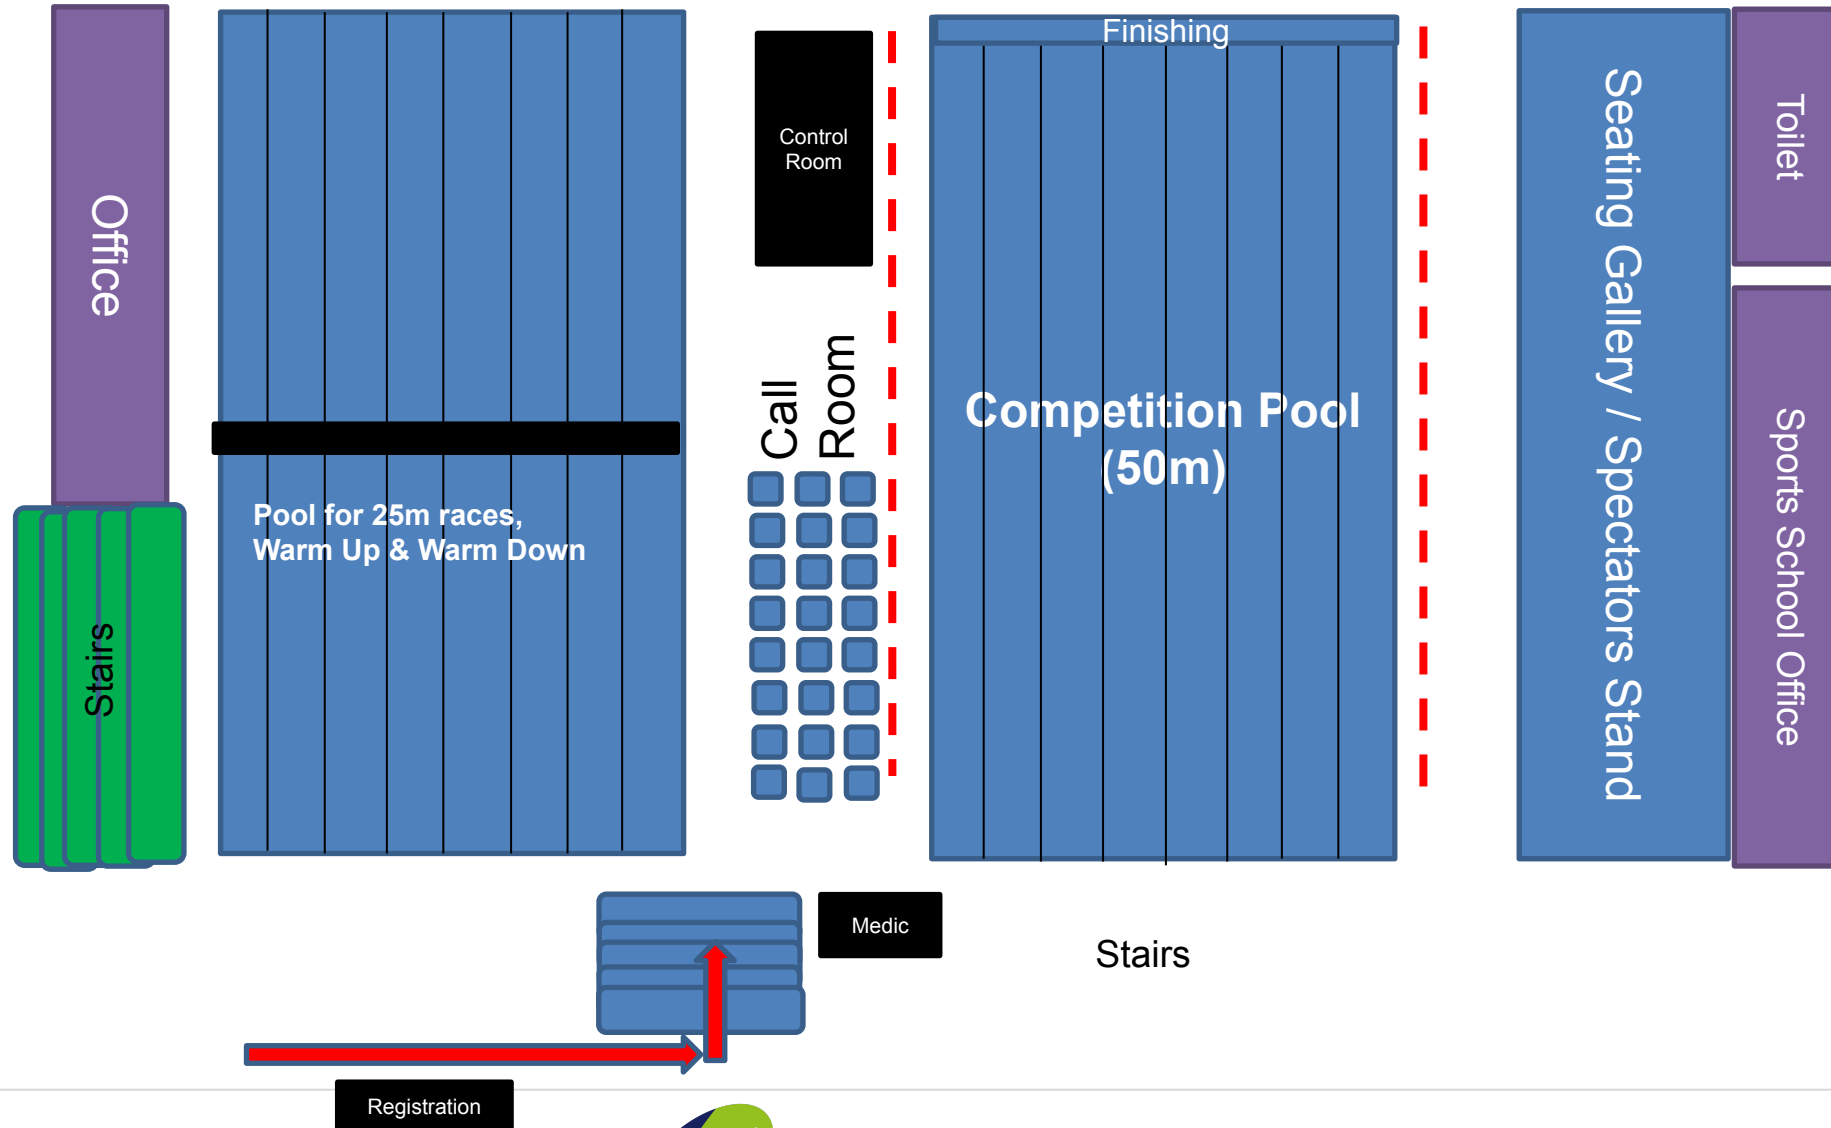 Finishing
Office
Control
Room
Call
Room
Competition Pool
(50m)
Pool for 25m races,
Warm Up & Warm Down
Stairs
Seating Gallery / Spectators Stand
Toilet
Sports School Office
Medic
Stairs
Registration